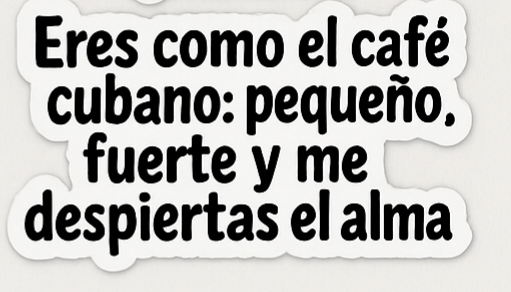 Eres como el café
cubano: pequeño,
fuerte y me
despiertas el alma